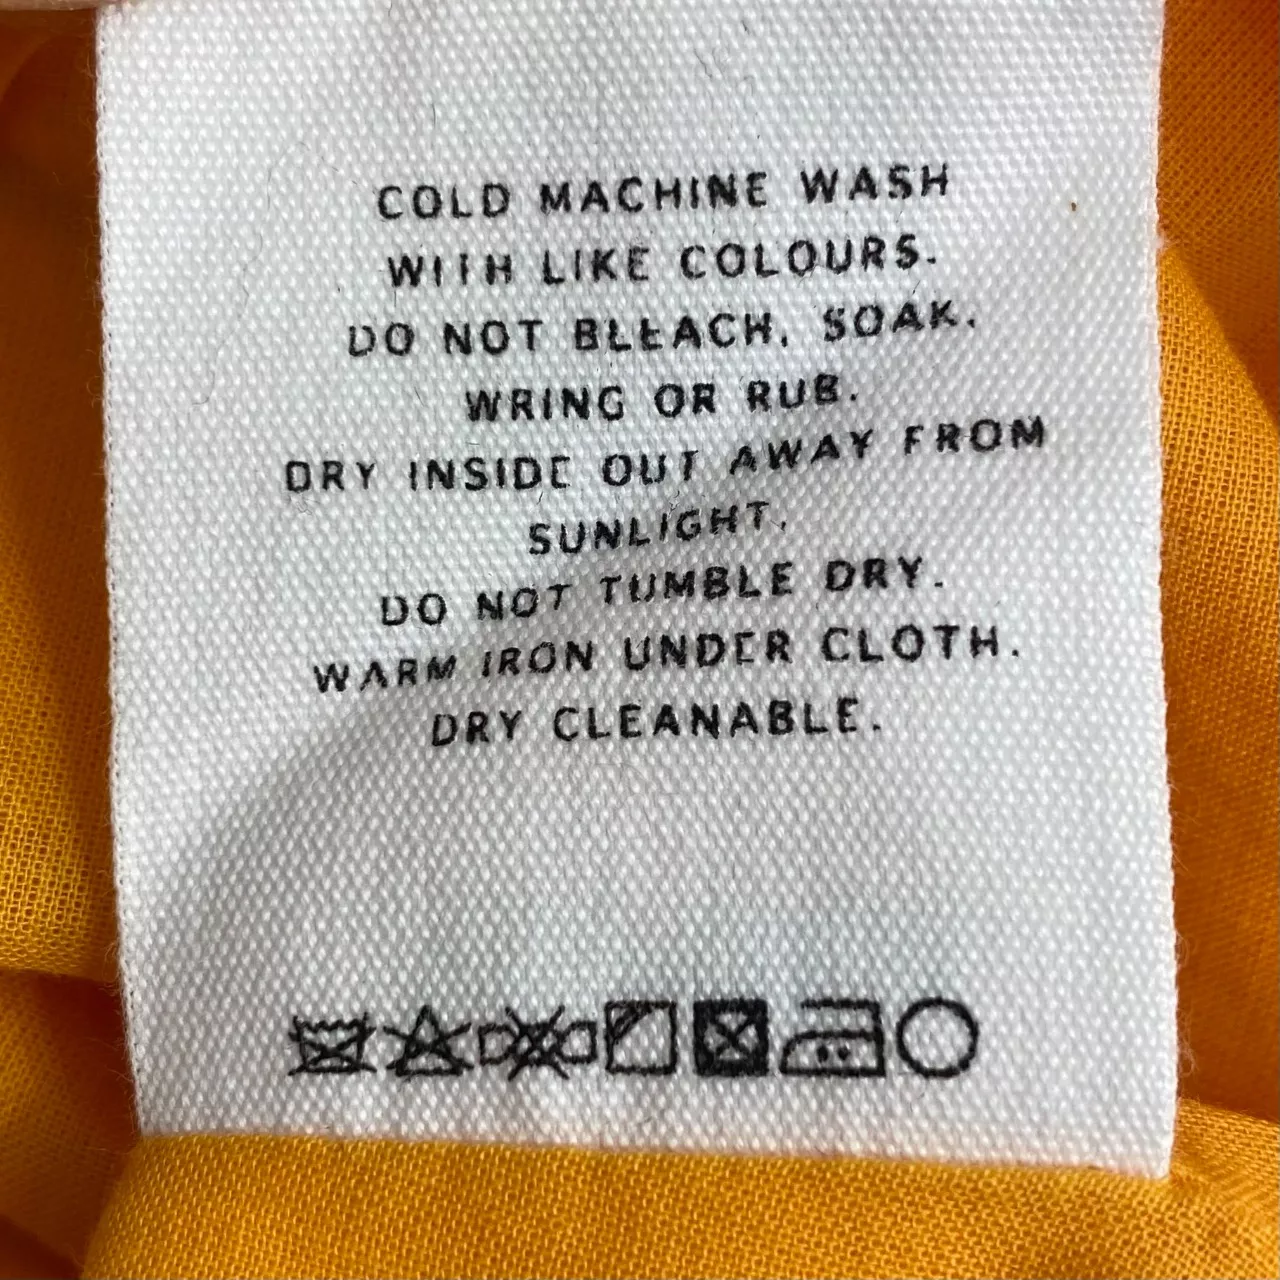 COLD MACHINE WASH
WITH LIKE COLOURS.
DO NOT BLEACH, SOAK,
WRING OR RUB.
DRY INSIDE OUT AWAY FROM
SUNLIGHT.
DO NOT TUMBLE DRY.
WARM IRON UNDER CLOTH.
DRY CLEANABLE.